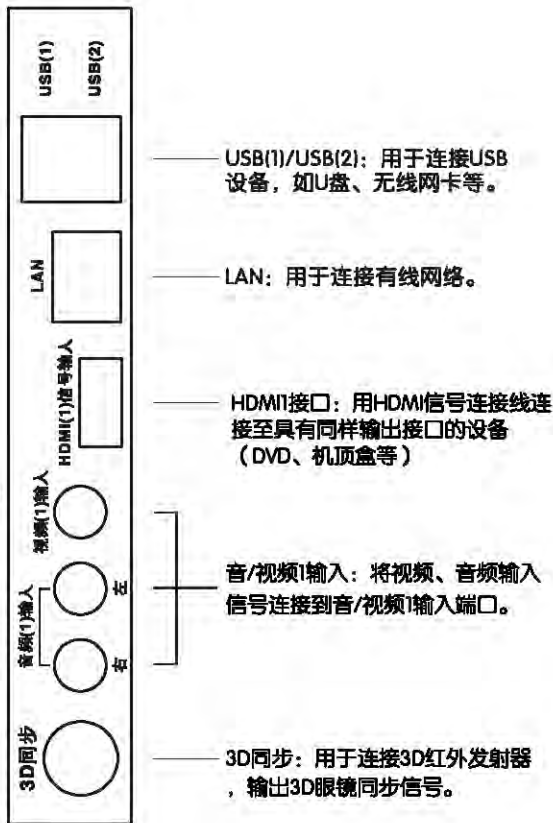 USB(1)
USB(2)
USB(1)/USB(2)：用于连接USB
设备，如U盘、无线网卡等。
LAN
LAN：用于连接有线网络。
HDMI(1)信号输入
HDMI1接口：用HDMI信号连接线连
接至具有同样输出接口的设备
（DVD、机顶盒等）
视频(1)输入
音频(1)输入
左
右
音/视频1输入：将视频、音频输入
信号连接到音/视频1输入端口。
3D同步
3D同步：用于连接3D红外发射器
，输出3D眼镜同步信号。